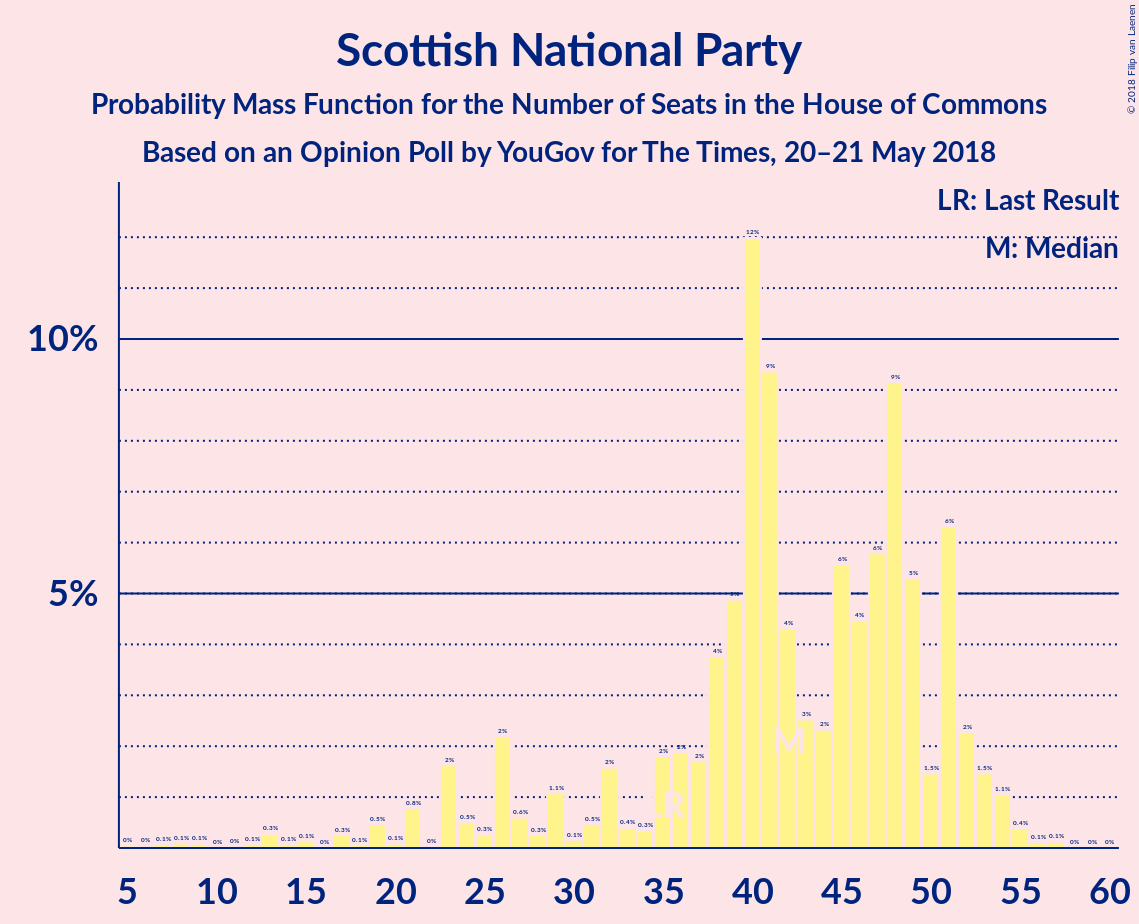 Scottish National Party
Probability Mass Function for the Number of Seats in the House of Commons
Based on an Opinion Poll by YouGov for The Times, 20–21 May 2018
© 2018 Filip van Laenen
LR: Last Result
M: Median
10%
5%
0% 0% 0.1% 0.1% 0.1% 0% 0% 0.1% 0.3% 0.1% 0.1% 0% 0.3% 0.1% 0.5% 0.1% 0.8% 0% 2% 0.5% 0.3% 2% 0.6% 0.3% 1.1% 0.1% 0.5% 2% 0.4% 0.3% 2% 2% 2% 4% 5% 12% 9% 4% 3% 2% 6% 4% 6% 9% 5% 1.5% 6% 2% 1.5% 1.1% 0.4% 0.1% 0.1% 0% 0% 0%
LR
M
5 10 15 20 25 30 35 40 45 50 55 60